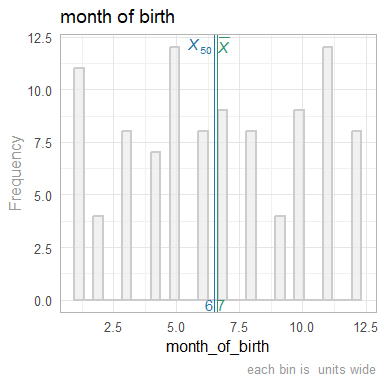 month of birth
12.5
10.0
7.5
5.0
2.5
0.0
Frequency
X50 X̅
6 7
2.5 5.0 7.5 10.0 12.5
month_of_birth
each bin is  units wide